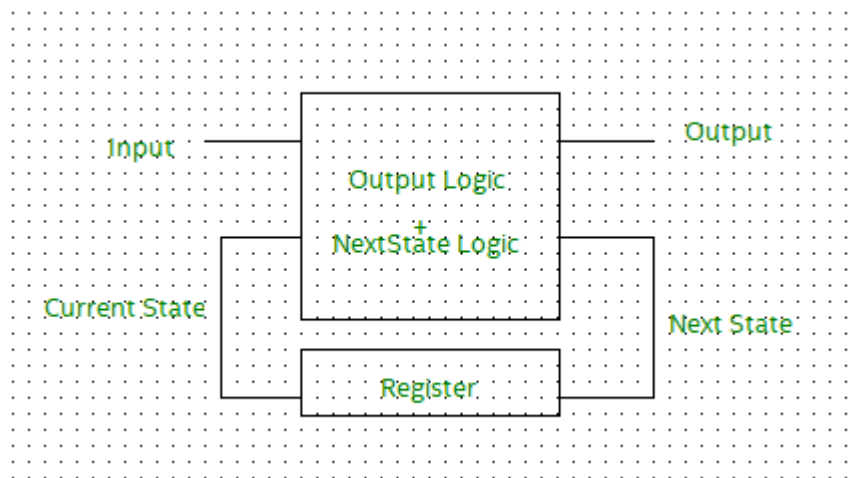 Input
Output
Output Logic
+
NextState Logic
Current State
Next State
Register